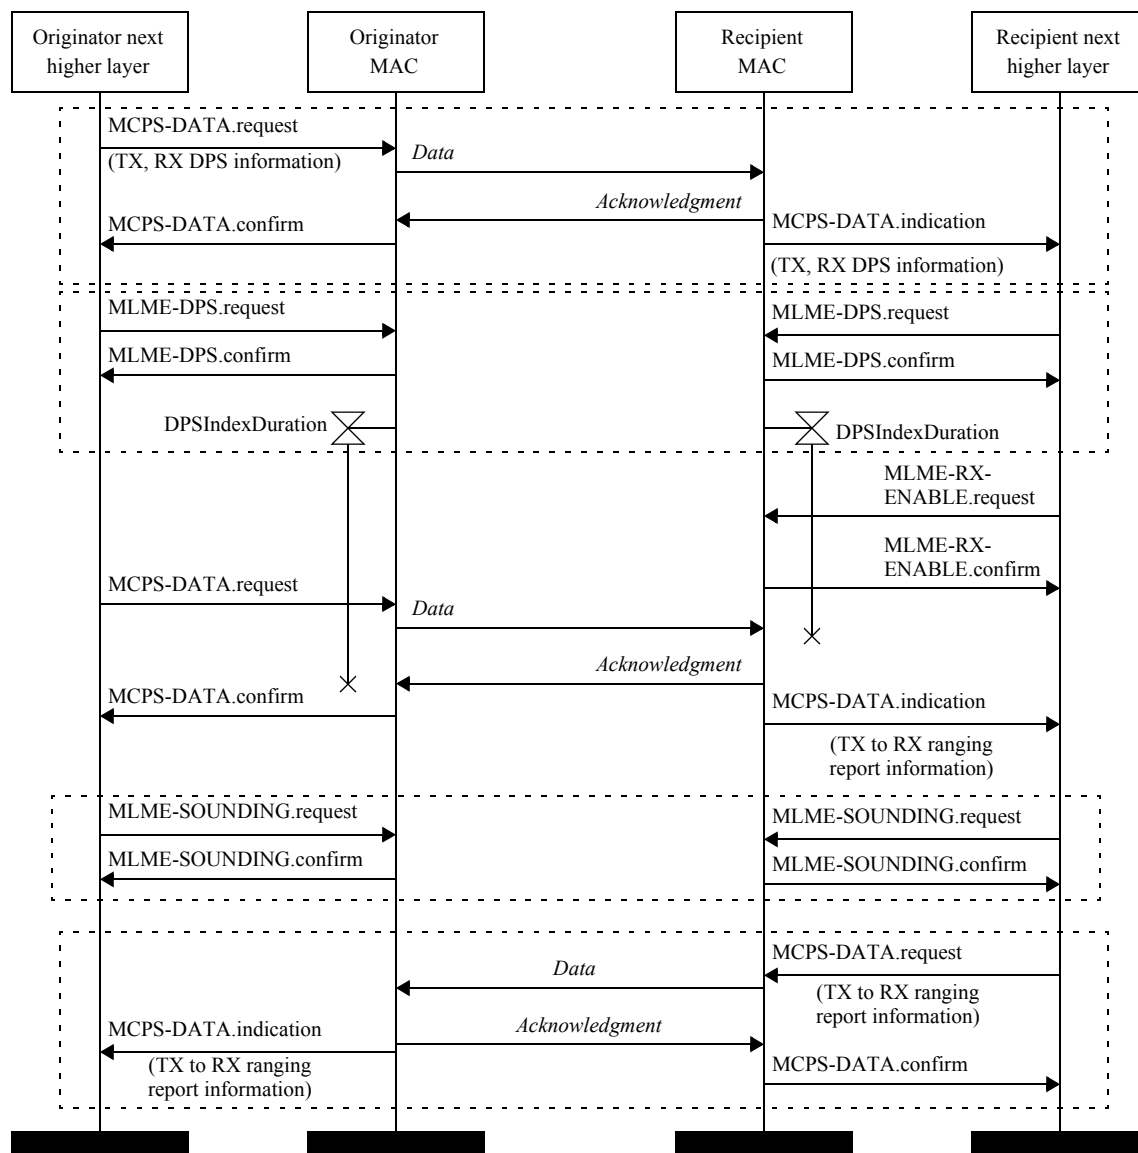 Originator next
higher layer
Originator
MAC
Recipient
MAC
Recipient next
higher layer
MCPS-DATA.request
(TX, RX DPS information)
Data
Acknowledgment
MCPS-DATA.confirm
MCPS-DATA.indication
(TX, RX DPS information)
MLME-DPS.request
MLME-DPS.request
MLME-DPS.confirm
MLME-DPS.confirm
DPSIndexDuration
DPSIndexDuration
MLME-RX-
ENABLE.request
MLME-RX-
ENABLE.confirm
MCPS-DATA.request
Data
Acknowledgment
MCPS-DATA.confirm
MCPS-DATA.indication
(TX to RX ranging
report information)
MLME-SOUNDING.request
MLME-SOUNDING.request
MLME-SOUNDING.confirm
MLME-SOUNDING.confirm
MCPS-DATA.request
Data
(TX to RX ranging
report information)
MCPS-DATA.indication
Acknowledgment
(TX to RX ranging
report information)
MCPS-DATA.confirm